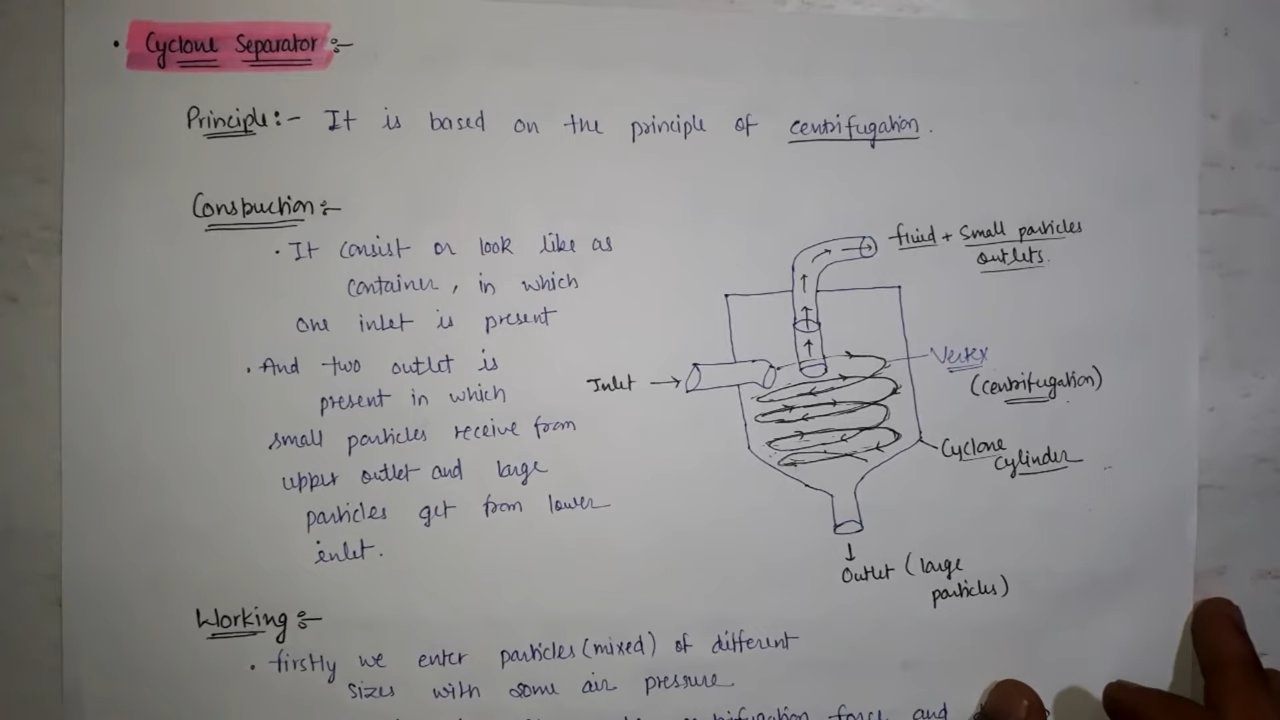 • Cyclone Separator :-
Principle :- It is based on the principle of centrifugation.
Construction :-
• It consist or look like as
container, in which
one inlet is present
• And two outlet is
present in which
small particles receive from
upper outlet and large
particles get from lower
inlet.
fluid + small particles
outlets.
Inlet →
Vertex
(centrifugation)
Cyclone
cylinder
↓
Outlet (large
particles)
Working :-
• firstly we enter particles (mixed) of different
sizes with some air pressure
force and